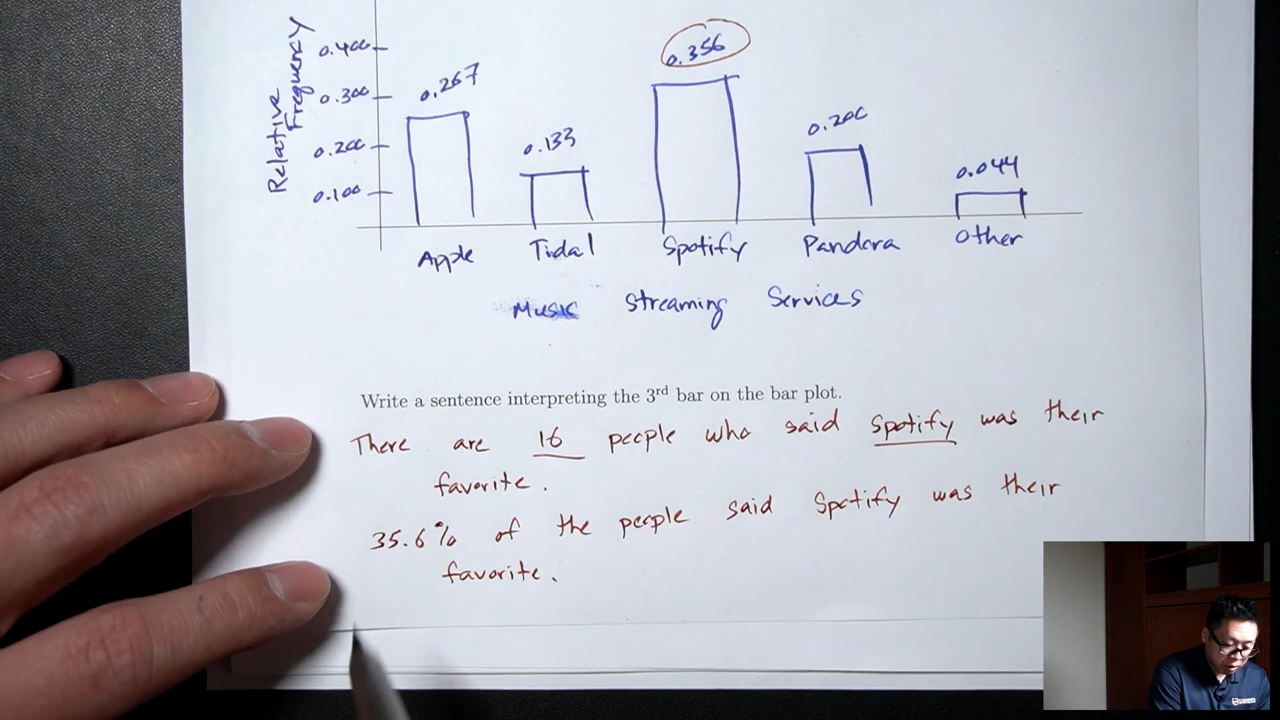 Relative
Frequency
0.400
0.300
0.200
0.100
0.267
0.133
0.356
0.200
0.044
Apple Tidal Spotify Pandora Other
Music Streaming Services
Write a sentence interpreting the 3rd bar on the bar plot.
There are 16 people who said Spotify was their
favorite.
35.6% of the people said Spotify was their
favorite.